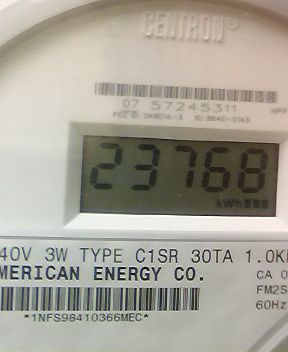 CENTRON®
07 57245311
23768
kWh
40V 3W TYPE C1SR 30TA 1.0K
MERICAN ENERGY CO.
CA 0
FM2S
60Hz
*1NFS98410366MEC*